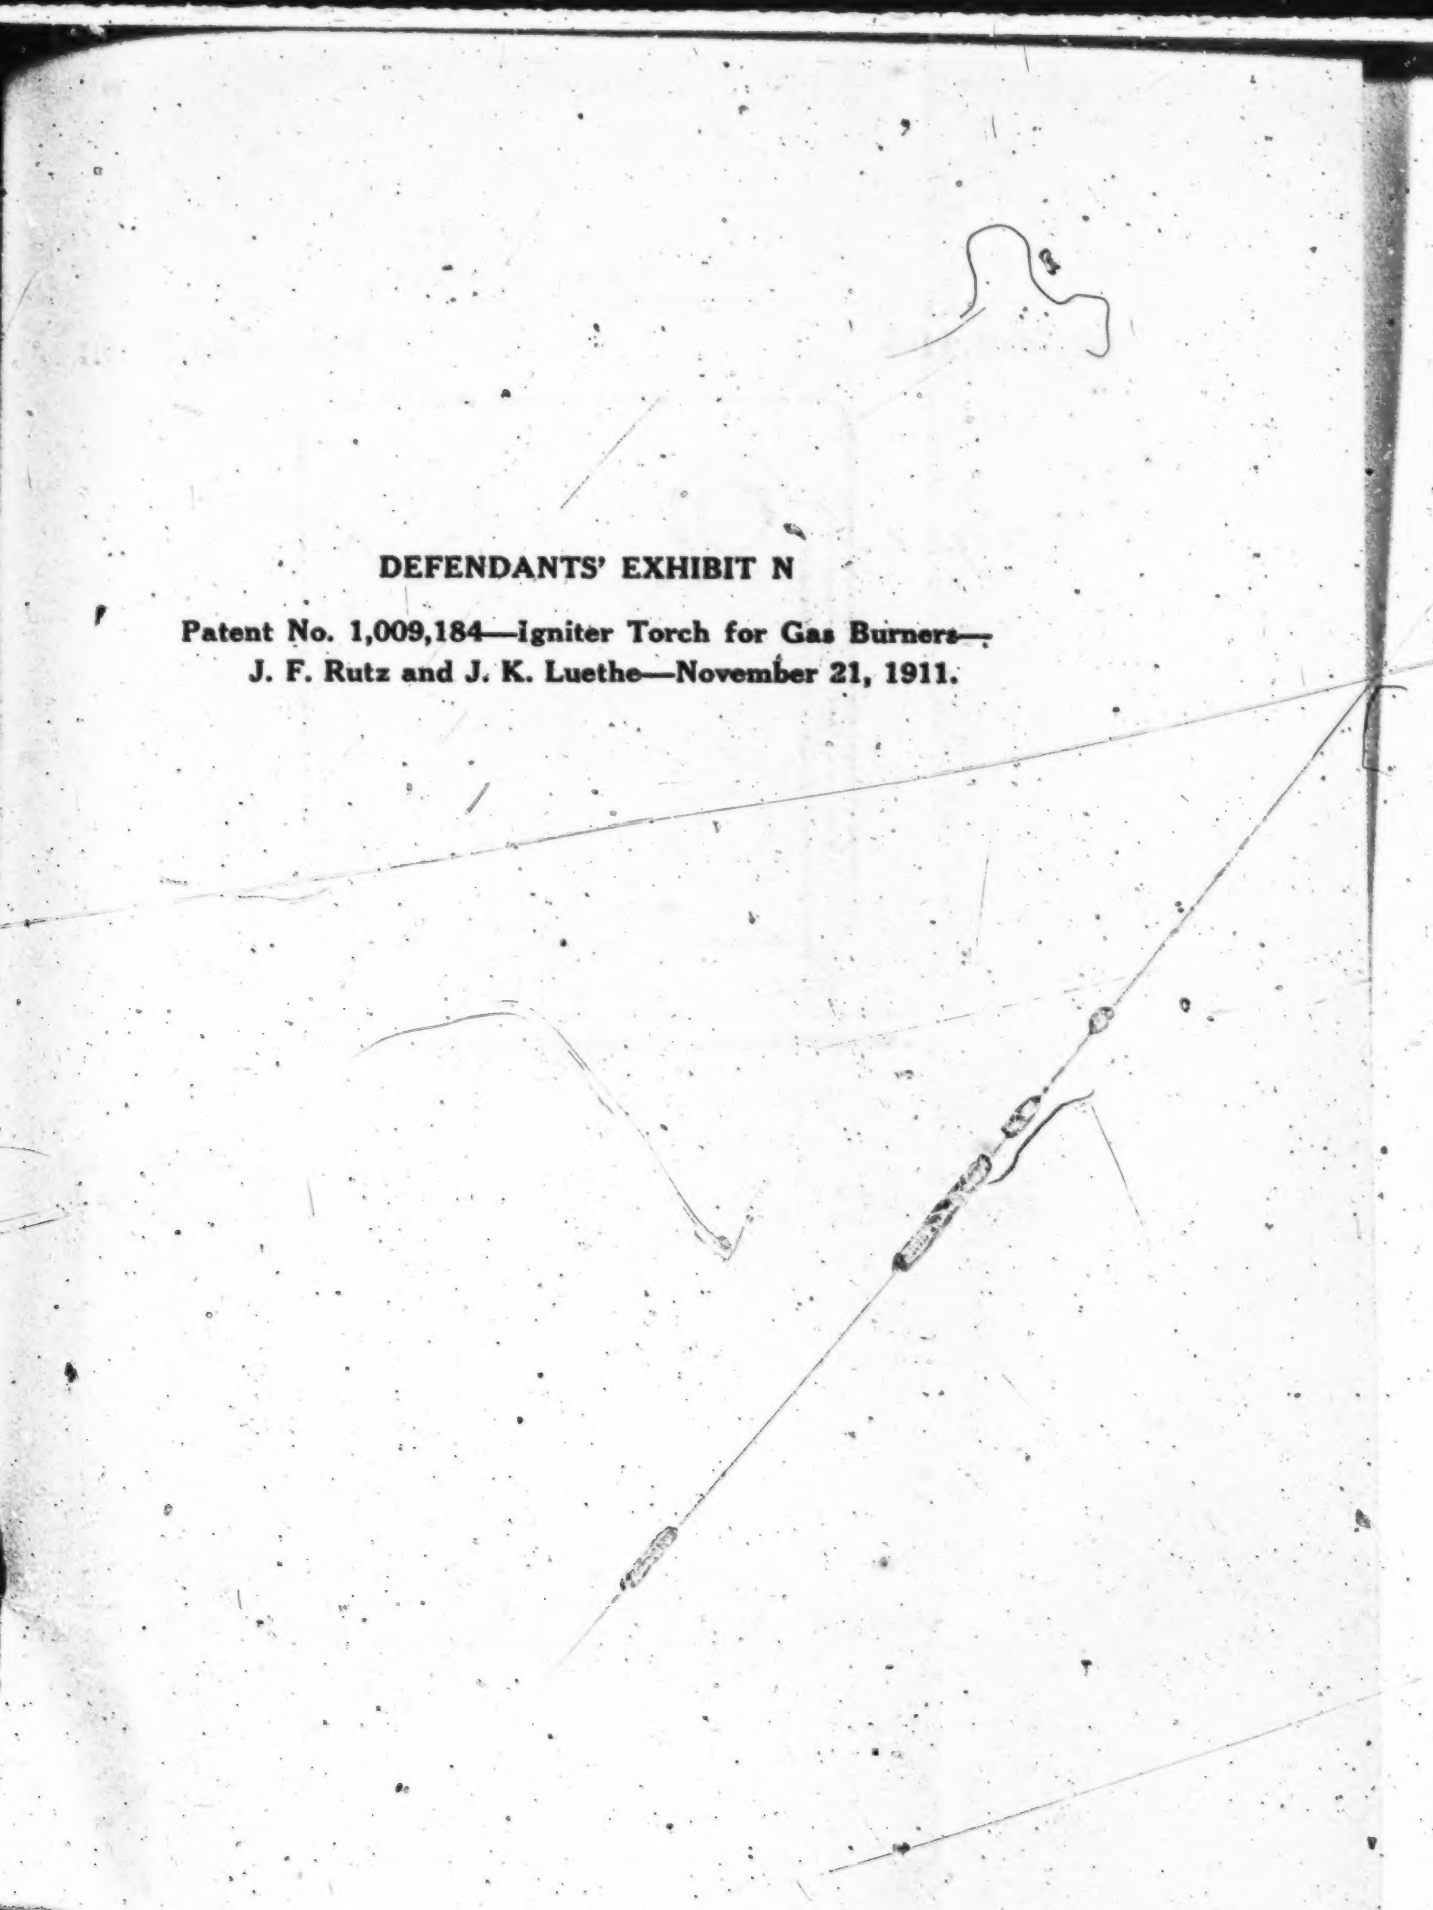 DEFENDANTS' EXHIBIT N
Patent No. 1,009,184—Igniter Torch for Gas Burners—
J. F. Rutz and J. K. Luethe—November 21, 1911.